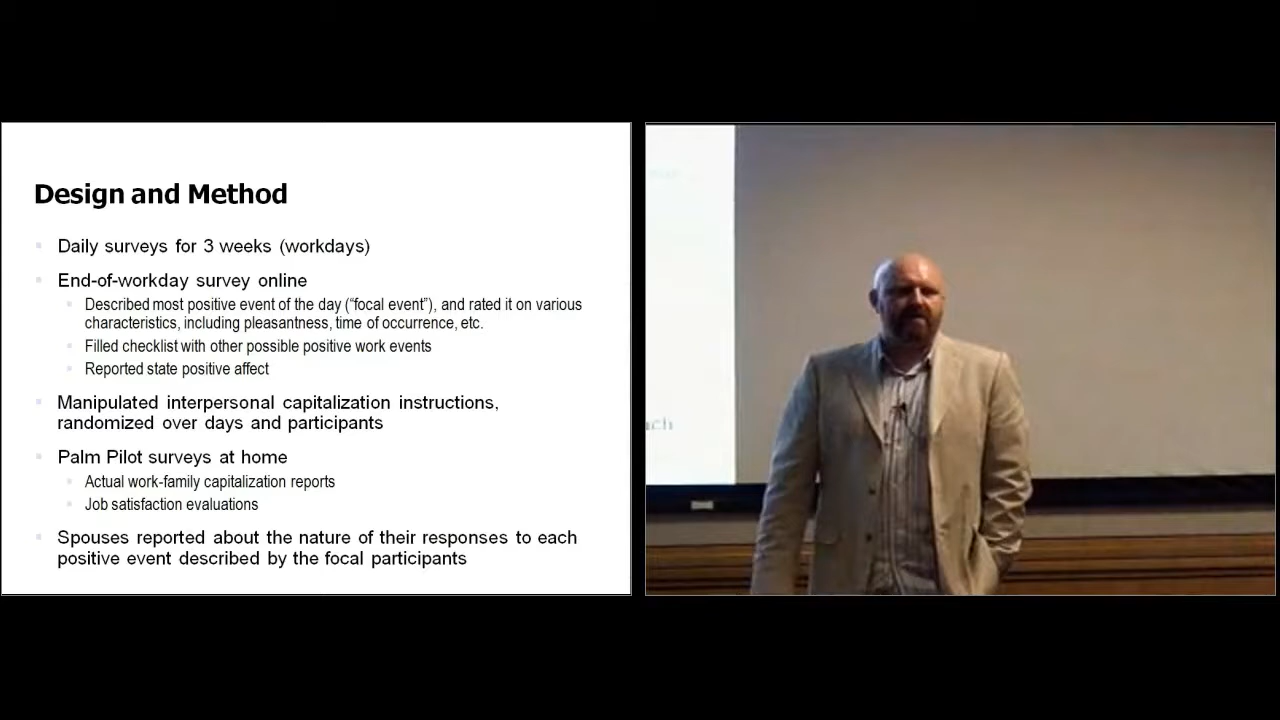 Design and Method
Daily surveys for 3 weeks (workdays)
End-of-workday survey online
Described most positive event of the day (“focal event”), and rated it on various
characteristics, including pleasantness, time of occurrence, etc.
Filled checklist with other possible positive work events
Reported state positive affect
Manipulated interpersonal capitalization instructions,
randomized over days and participants
Palm Pilot surveys at home
Actual work-family capitalization reports
Job satisfaction evaluations
Spouses reported about the nature of their responses to each
positive event described by the focal participants